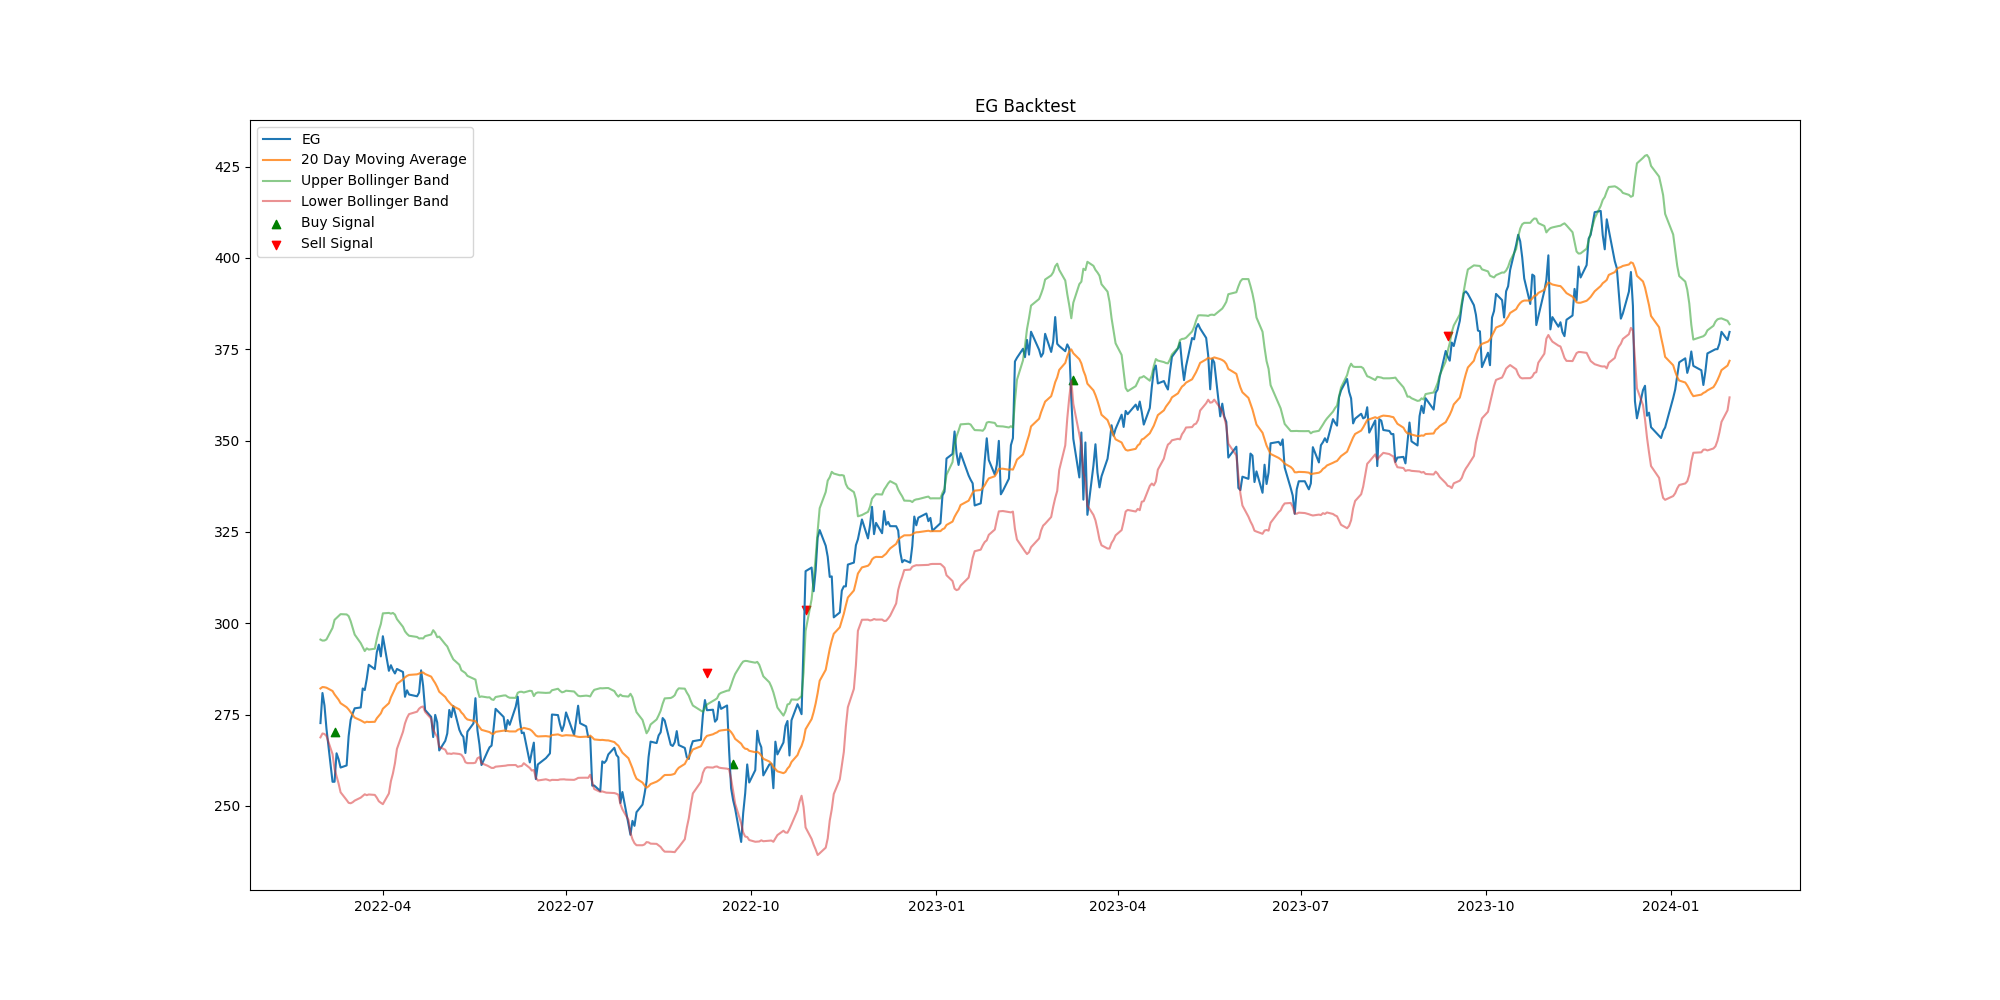 EG Backtest
EG
20 Day Moving Average
Upper Bollinger Band
Lower Bollinger Band
Buy Signal
Sell Signal
425
400
375
350
325
300
275
250
2022-04
2022-07
2022-10
2023-01
2023-04
2023-07
2023-10
2024-01